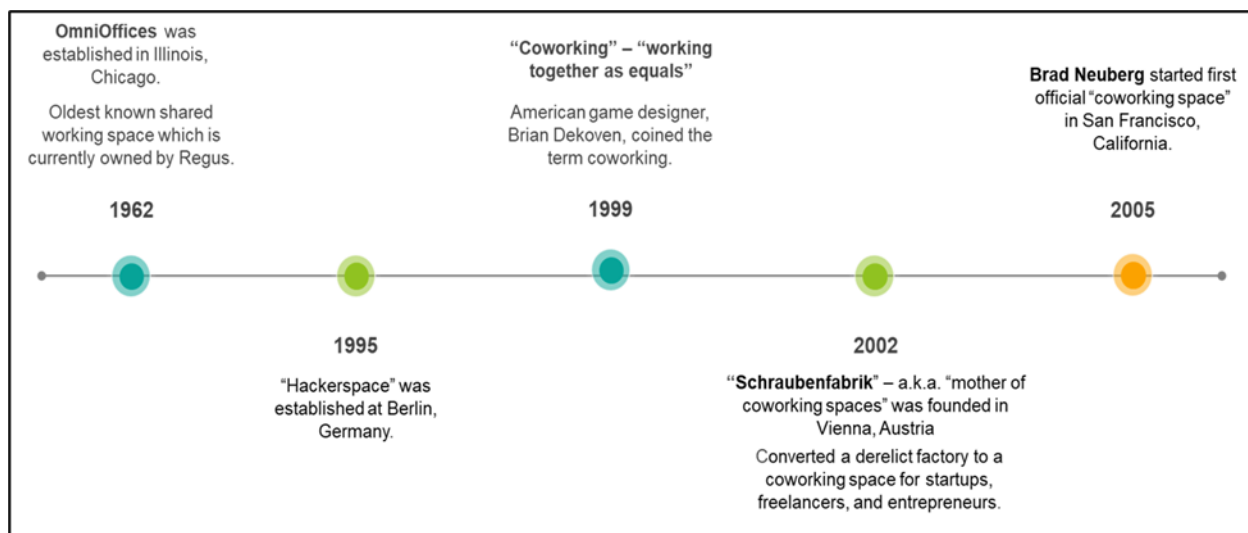 OmniOffices was
established in Illinois,
Chicago.
Oldest known shared
working space which is
currently owned by Regus.
1962
"Hackerspace" was
established at Berlin,
Germany.
1995
“Coworking” – “working
together as equals”
American game designer,
Brian Dekoven, coined the
term coworking.
1999
2002
“Schraubenfabrik” – a.k.a. “mother of
coworking spaces” was founded in
Vienna, Austria
Converted a derelict factory to a
coworking space for startups,
freelancers, and entrepreneurs.
Brad Neuberg started first
official “coworking space”
in San Francisco,
California.
2005